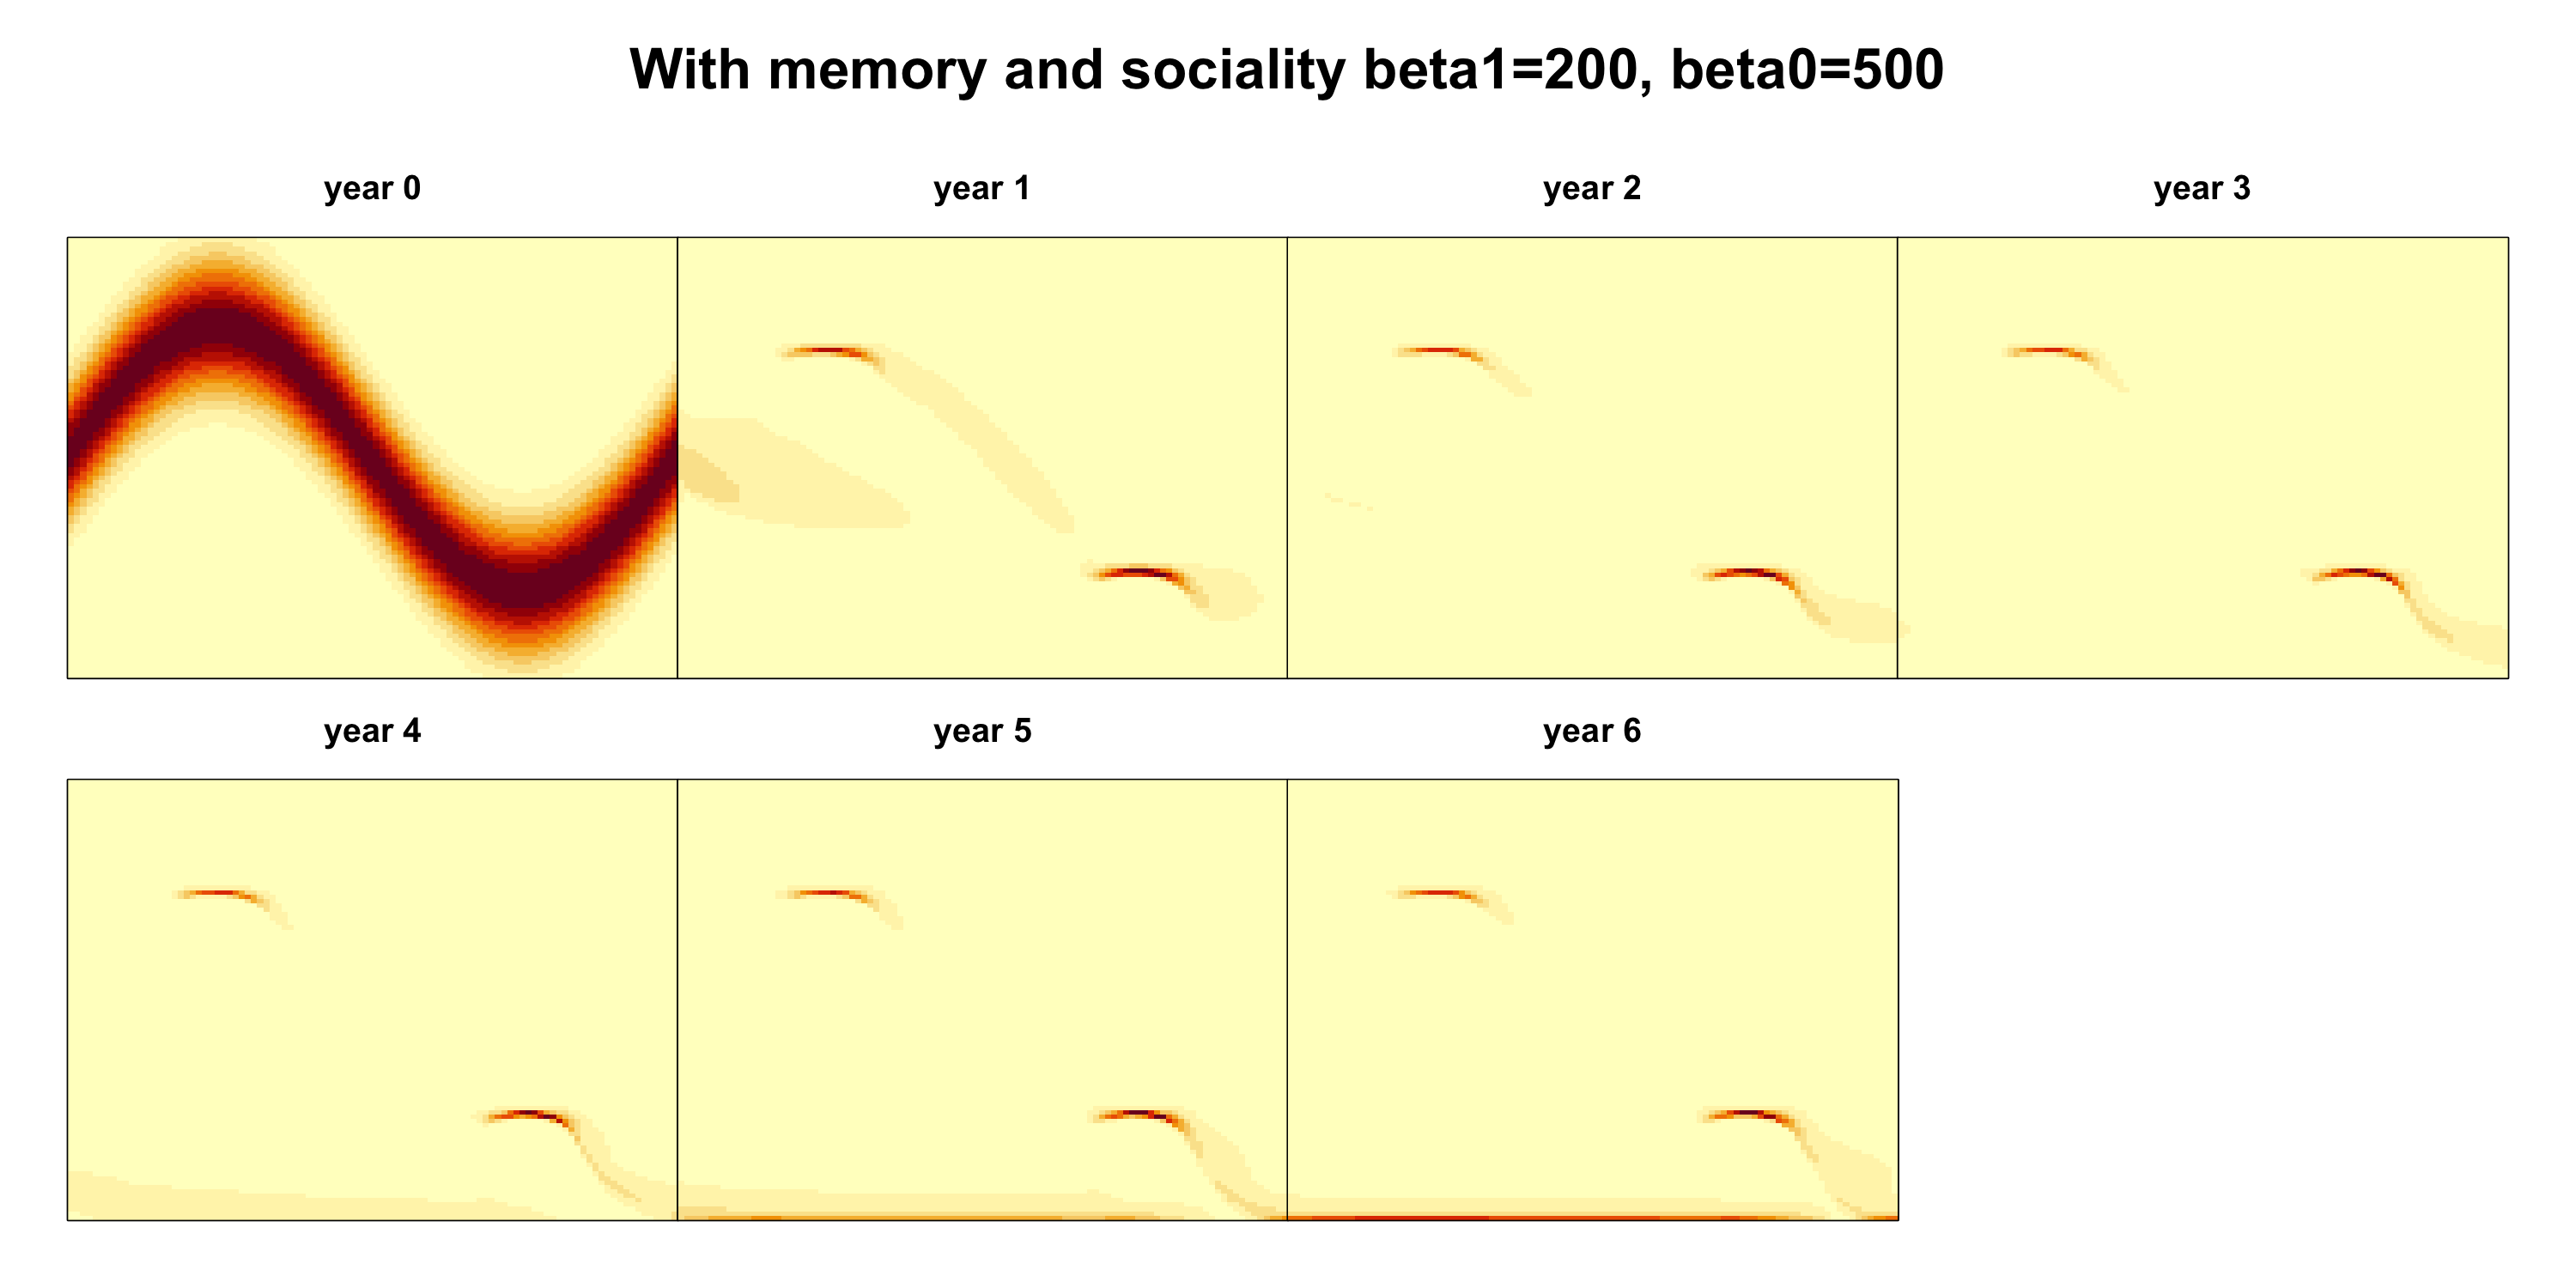 With memory and sociality beta1=200, beta0=500
year 0
year 1
year 2
year 3
year 4
year 5
year 6